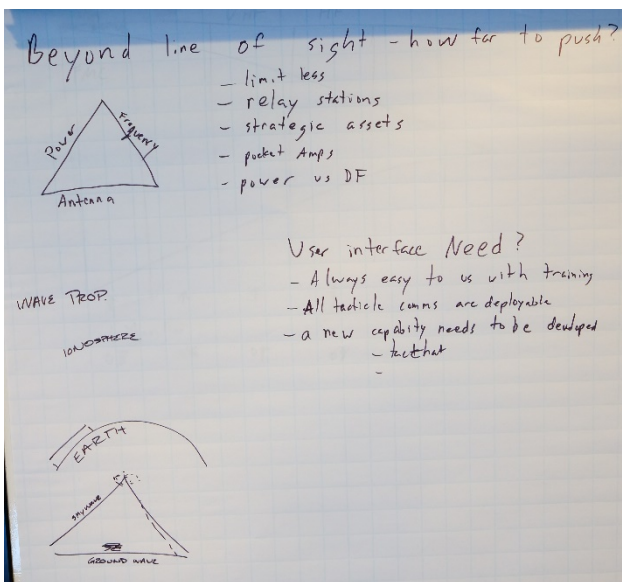 Beyond line of sight - how far to push?
- limit less
- relay stations
- strategic assets
- pocket Amps
- power vs DF
Power
Frequency
Antenna
User interface Need?
- Always easy to us with training
- All tacticle comms are deployable
- a new capabsity needs to be developed
-
WAVE PROP.
IONOSPHERE
EARTH
SKYWAVE
GROUND WAVE